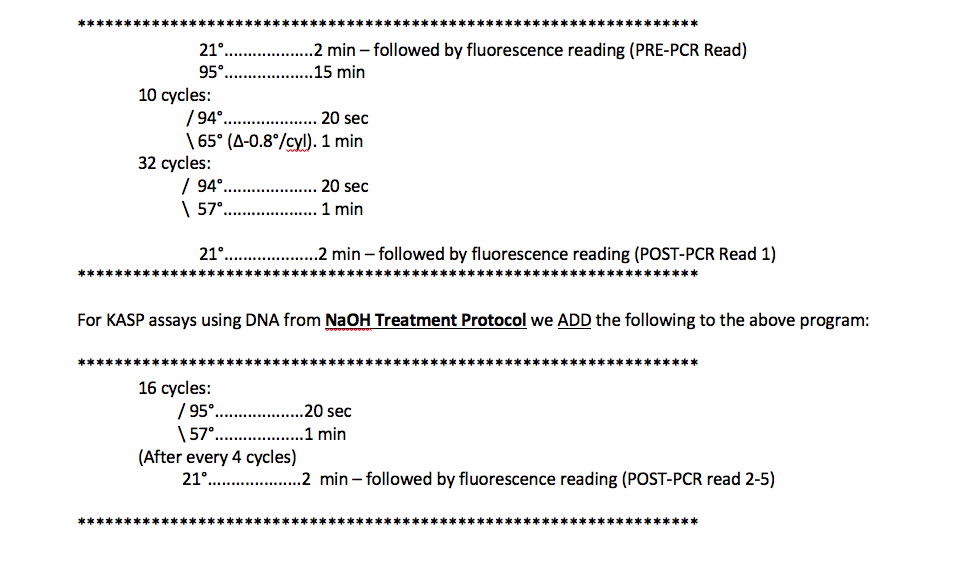 ********************************************************************
21°...................2 min – followed by fluorescence reading (PRE-PCR Read)
95°...................15 min
10 cycles:
/ 94°.................... 20 sec
\ 65° (Δ-0.8°/cyl). 1 min
32 cycles:
/ 94°.................... 20 sec
\ 57°.................... 1 min
21°....................2 min – followed by fluorescence reading (POST-PCR Read 1)
********************************************************************
For KASP assays using DNA from NaOH Treatment Protocol we ADD the following to the above program:
********************************************************************
16 cycles:
/ 95°...................20 sec
\ 57°...................1 min
(After every 4 cycles)
21°....................2 min – followed by fluorescence reading (POST-PCR read 2-5)
********************************************************************